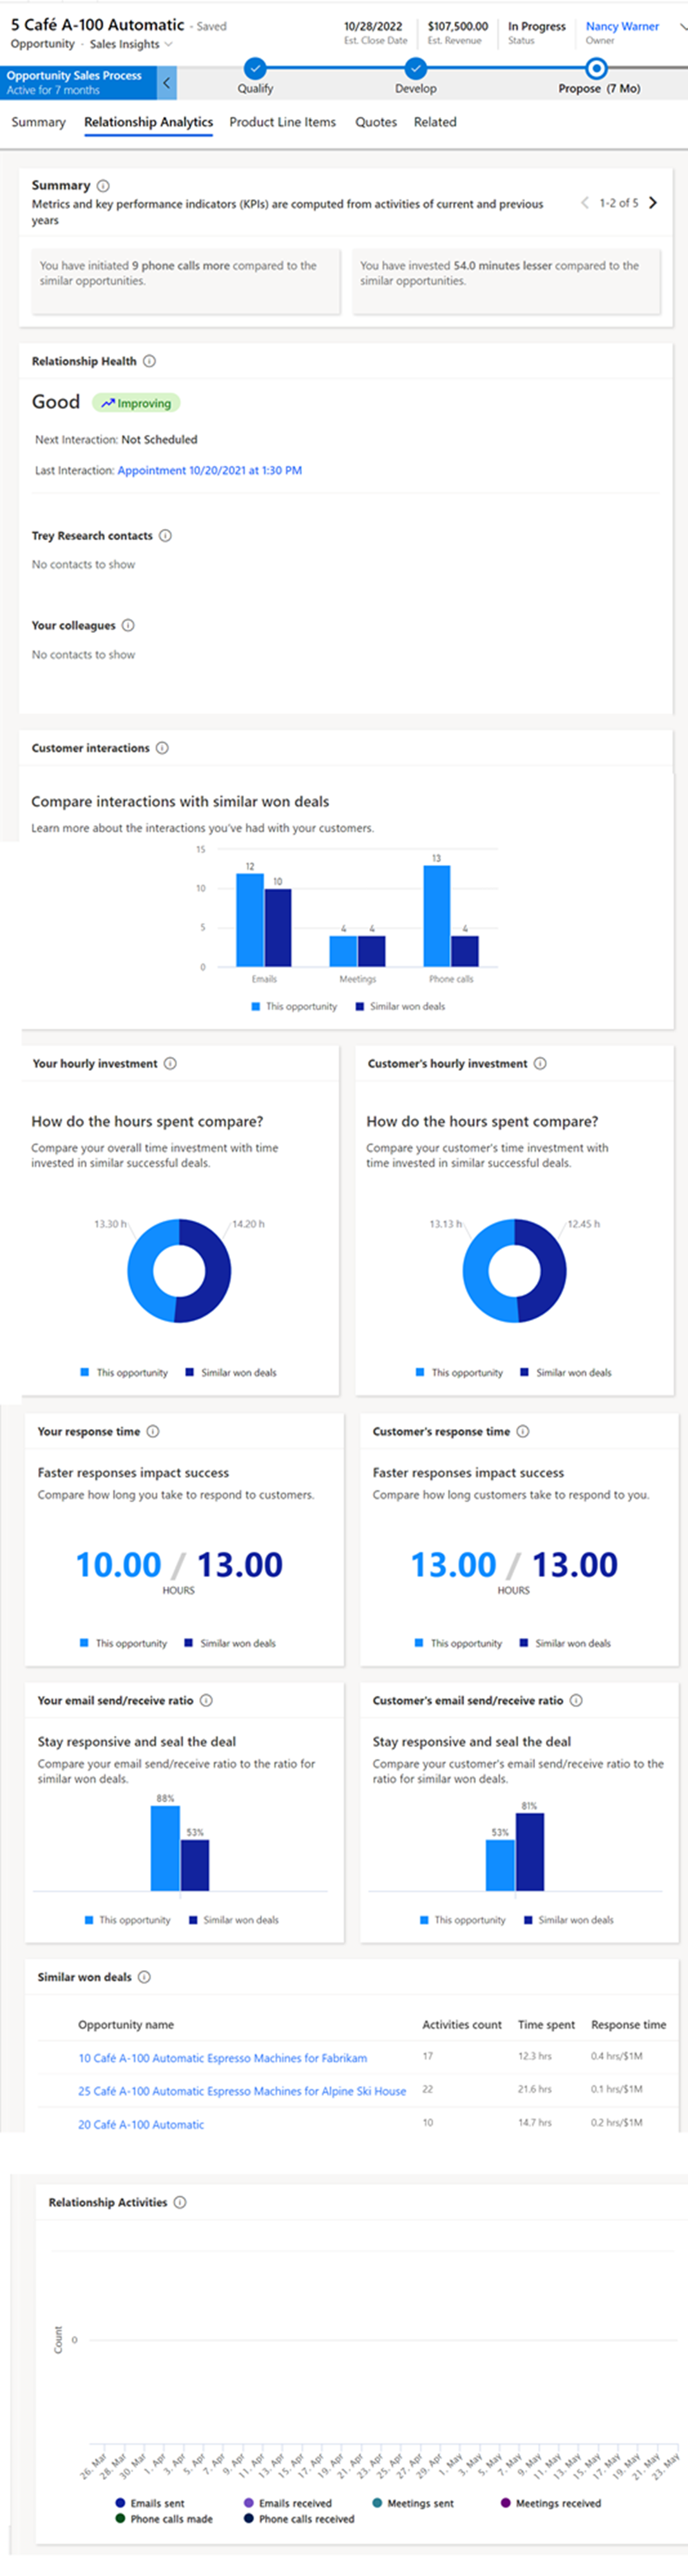 5 Café A-100 Automatic - Saved
Opportunity · Sales Insights
10/28/2022
Est. Close Date
$107,500.00
Est. Revenue
In Progress
Status
Nancy Warner
Owner
Opportunity Sales Process
Active for 7 months
Qualify
Develop
Propose (7 Mo)
Summary Relationship Analytics Product Line Items Quotes Related
Summary
Metrics and key performance indicators (KPIs) are computed from activities of current and previous
years
1-2 of 5
You have initiated 9 phone calls more compared to the
similar opportunities.
You have invested 54.0 minutes lesser compared to the
similar opportunities.
Relationship Health
Good Improving
Next Interaction: Not Scheduled
Last Interaction: Appointment 10/20/2021 at 1:30 PM
Trey Research contacts
No contacts to show
Your colleagues
No contacts to show
Customer interactions
Compare interactions with similar won deals
Learn more about the interactions you've had with your customers.
15
10
5
0
12
10
4
4
13
4
Emails Meetings Phone calls
This opportunity Similar won deals
Your hourly investment
How do the hours spent compare?
Compare your overall time investment with time
invested in similar successful deals.
13.30 h 14.20 h
This opportunity Similar won deals
Customer's hourly investment
How do the hours spent compare?
Compare your customer's time investment with
time invested in similar successful deals.
13.13 h 12.45 h
This opportunity Similar won deals
Your response time
Faster responses impact success
Compare how long you take to respond to customers.
10.00 / 13.00
HOURS
This opportunity Similar won deals
Customer's response time
Faster responses impact success
Compare how long customers take to respond to you.
13.00 / 13.00
HOURS
This opportunity Similar won deals
Your email send/receive ratio
Stay responsive and seal the deal
Compare your email send/receive ratio to the ratio for
similar won deals.
88%
53%
This opportunity Similar won deals
Customer's email send/receive ratio
Stay responsive and seal the deal
Compare your customer's email send/receive ratio to the
ratio for similar won deals.
53%
81%
This opportunity Similar won deals
Similar won deals
Opportunity name Activities count Time spent Response time
10 Café A-100 Automatic Espresso Machines for Fabrikam 17 12.3 hrs 0.4 hrs/$1M
25 Café A-100 Automatic Espresso Machines for Alpine Ski House 22 21.6 hrs 0.1 hrs/$1M
20 Café A-100 Automatic 10 14.7 hrs 0.2 hrs/$1M
Relationship Activities
Count
0
26. Mar 28. Mar 30. Mar 1. Apr 3. Apr 5. Apr 7. Apr 9. Apr 11. Apr 13. Apr 15. Apr 17. Apr 19. Apr 21. Apr 23. Apr 25. Apr 27. Apr 29. Apr 1. May 3. May 5. May 7. May 9. May 11. May 13. May 15. May 17. May 19. May 21. May 23. May
Emails sent Emails received Meetings sent Meetings received
Phone calls made Phone calls received